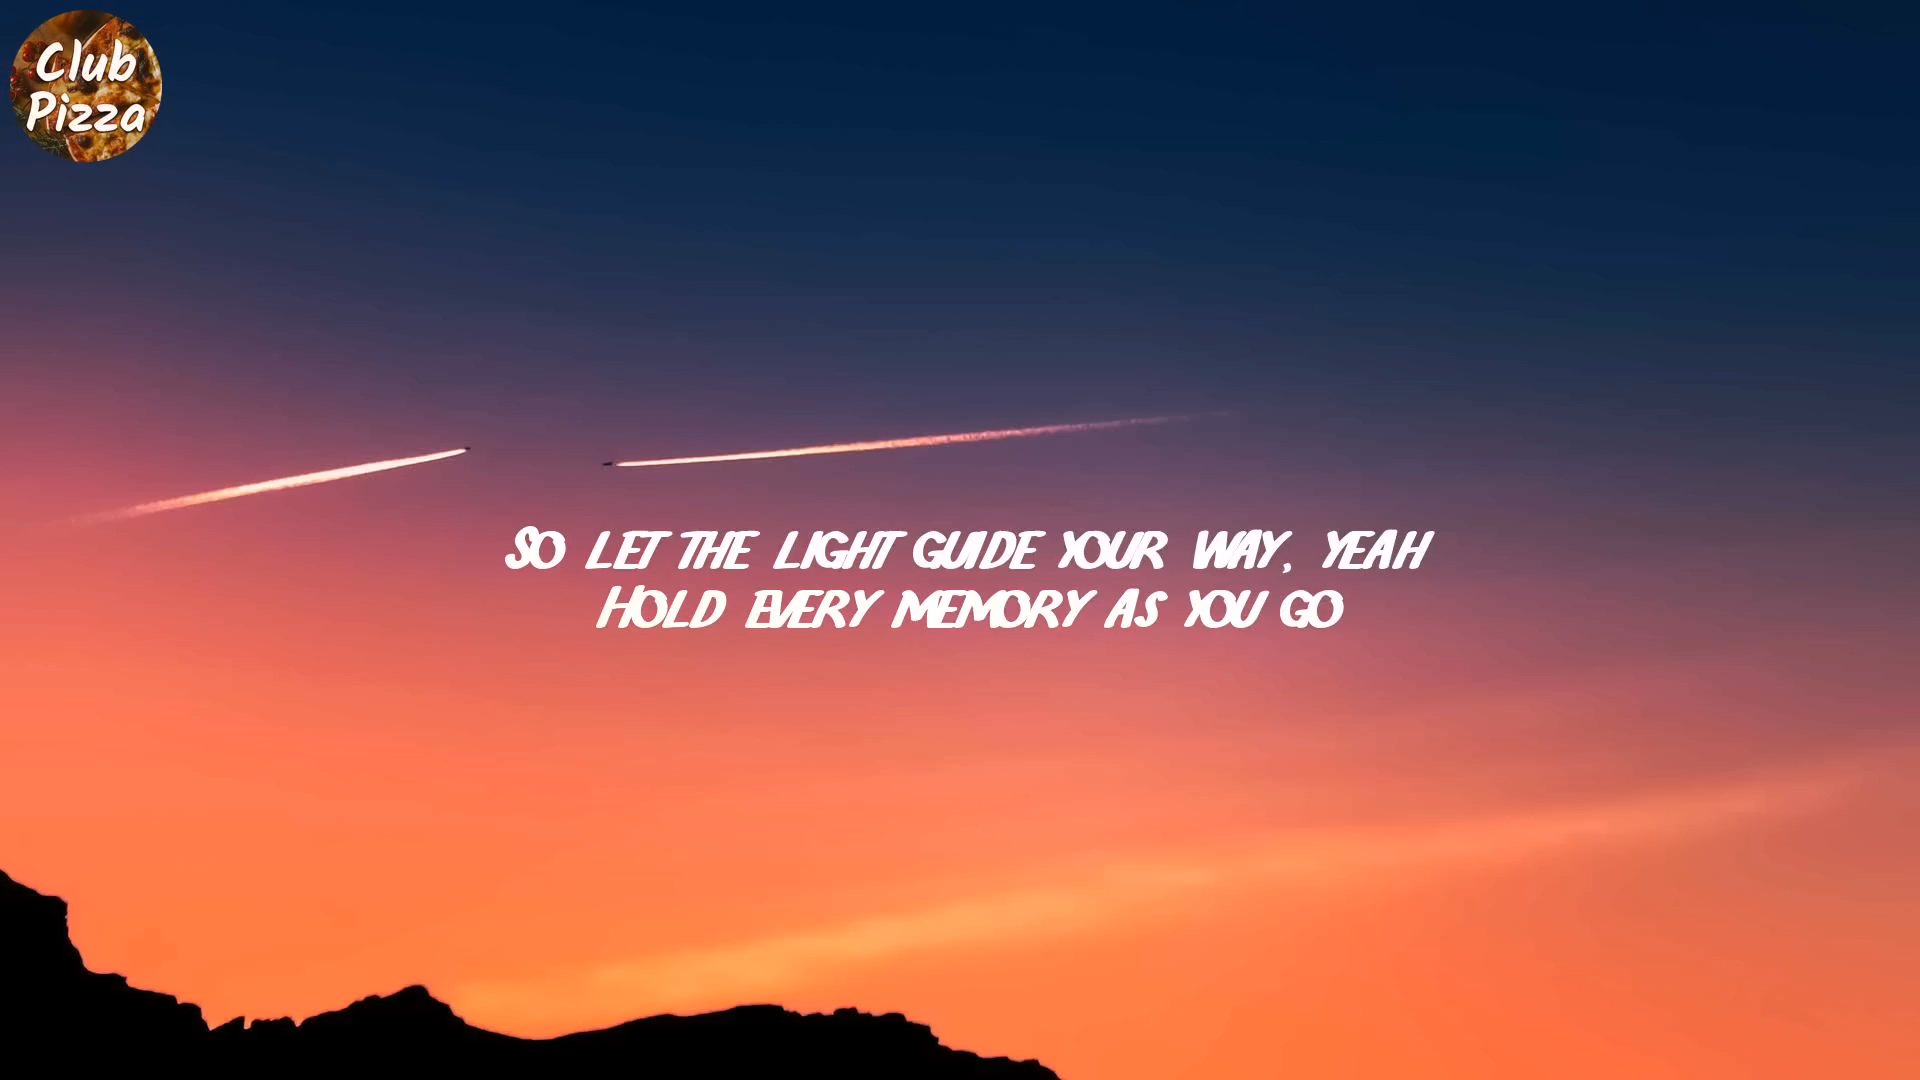 Club
Pizza
SO LET THE LIGHT GUIDE YOUR WAY, YEAH
HOLD EVERY MEMORY AS YOU GO